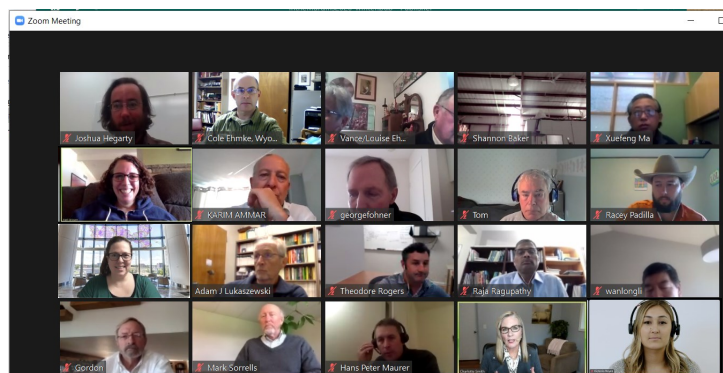 Zoom Meeting
Joshua Hegarty
Cole Ehmke, Wyo...
Vance/Louise Eh...
Shannon Baker
Xuefeng Ma
KARIM AMMAR
georgefohner
Tom
Racey Padilla
Adam J Lukaszewski
Theodore Rogers
Raja Ragupathy
wanlongli
Gordon
Mark Sorrells
Hans Peter Maurer